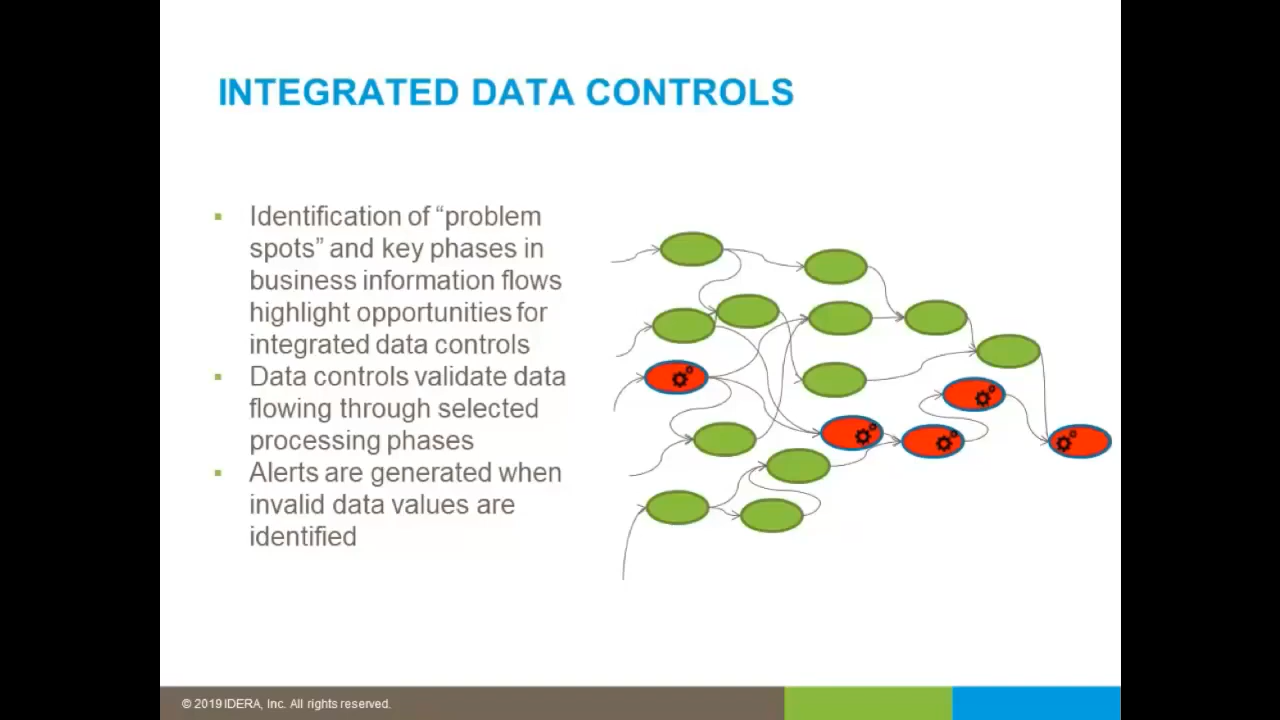 INTEGRATED DATA CONTROLS
▪ Identification of “problem
spots” and key phases in
business information flows
highlight opportunities for
integrated data controls
▪ Data controls validate data
flowing through selected
processing phases
▪ Alerts are generated when
invalid data values are
identified
© 2019 IDERA, Inc. All rights reserved.